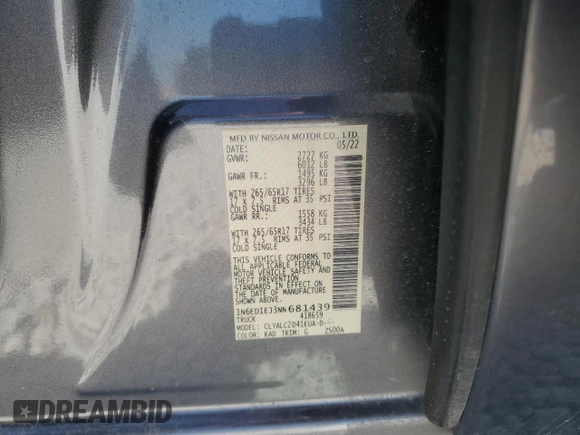 MFD BY NISSAN MOTOR CO., LTD.
DATE: 05/22
GVWR: 2727 KG
6012 LB
GAWR FR.: 1495 KG
3296 LB
WITH 265/65R17 TIRES
17 X 7.5 RIMS AT 35 PSI
COLD SINGLE
GAWR RR.: 1558 KG
3434 LB
WITH 265/65R17 TIRES
17 X 7.5 RIMS AT 35 PSI
COLD SINGLE
THIS VEHICLE CONFORMS TO
ALL APPLICABLE FEDERAL
MOTOR VEHICLE SAFETY AND
THEFT PREVENTION
STANDARDS IN EFFECT ON
THE DATE OF MANUFACTURE
SHOWN ABOVE.
1N6ED1EJ3NN681439
TRUCK 418659
MODEL: CLYALC2D41EUA-D---
COLOR: KAD TRIM: G 2S00A
DREAMBID